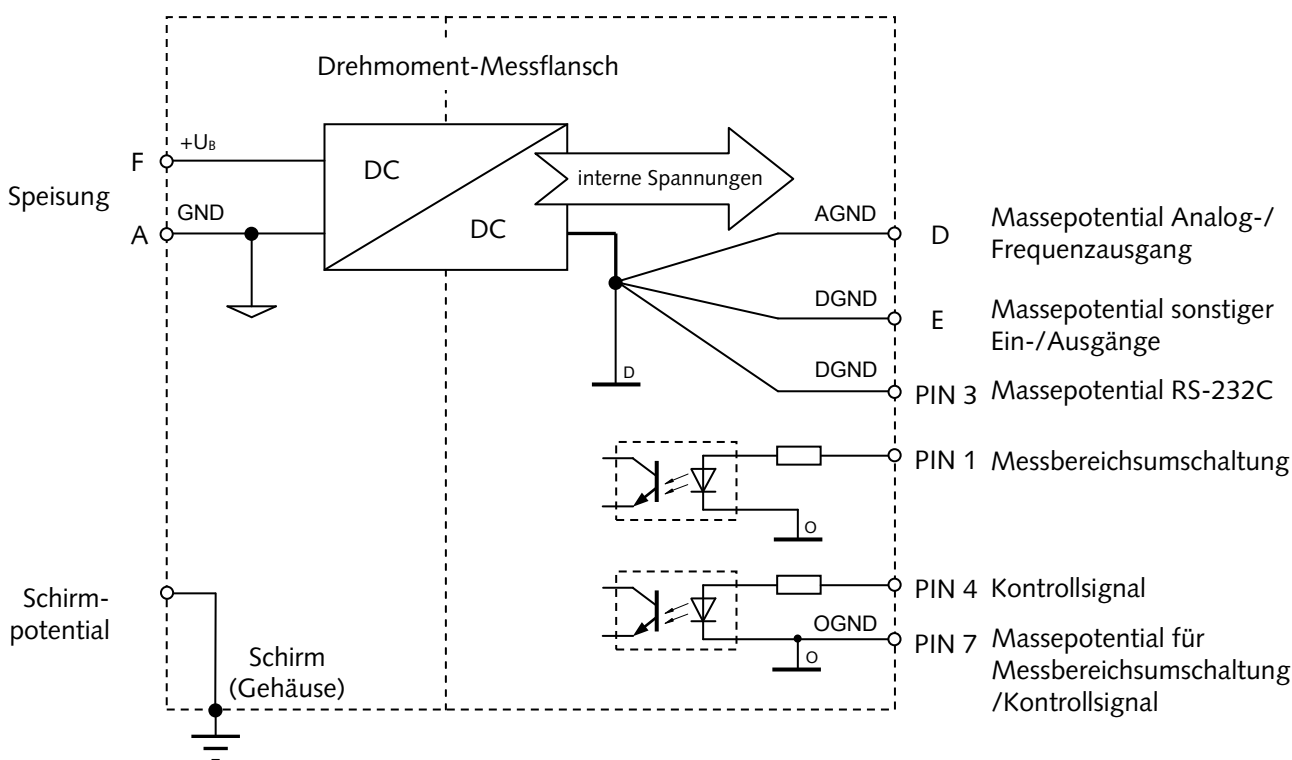 Drehmoment-Messflansch
F
+UB
DC
interne Spannungen
Speisung
A
GND
DC
AGND
D
Massepotential Analog-/
Frequenzausgang
DGND
E
Massepotential sonstiger
Ein-/Ausgänge
D
DGND
PIN 3
Massepotential RS-232C
PIN 1
Messbereichsumschaltung
O
PIN 4
Kontrollsignal
Schirm-
potential
OGND
PIN 7
Massepotential für
Messbereichsumschaltung
/Kontrollsignal
O
Schirm
(Gehäuse)